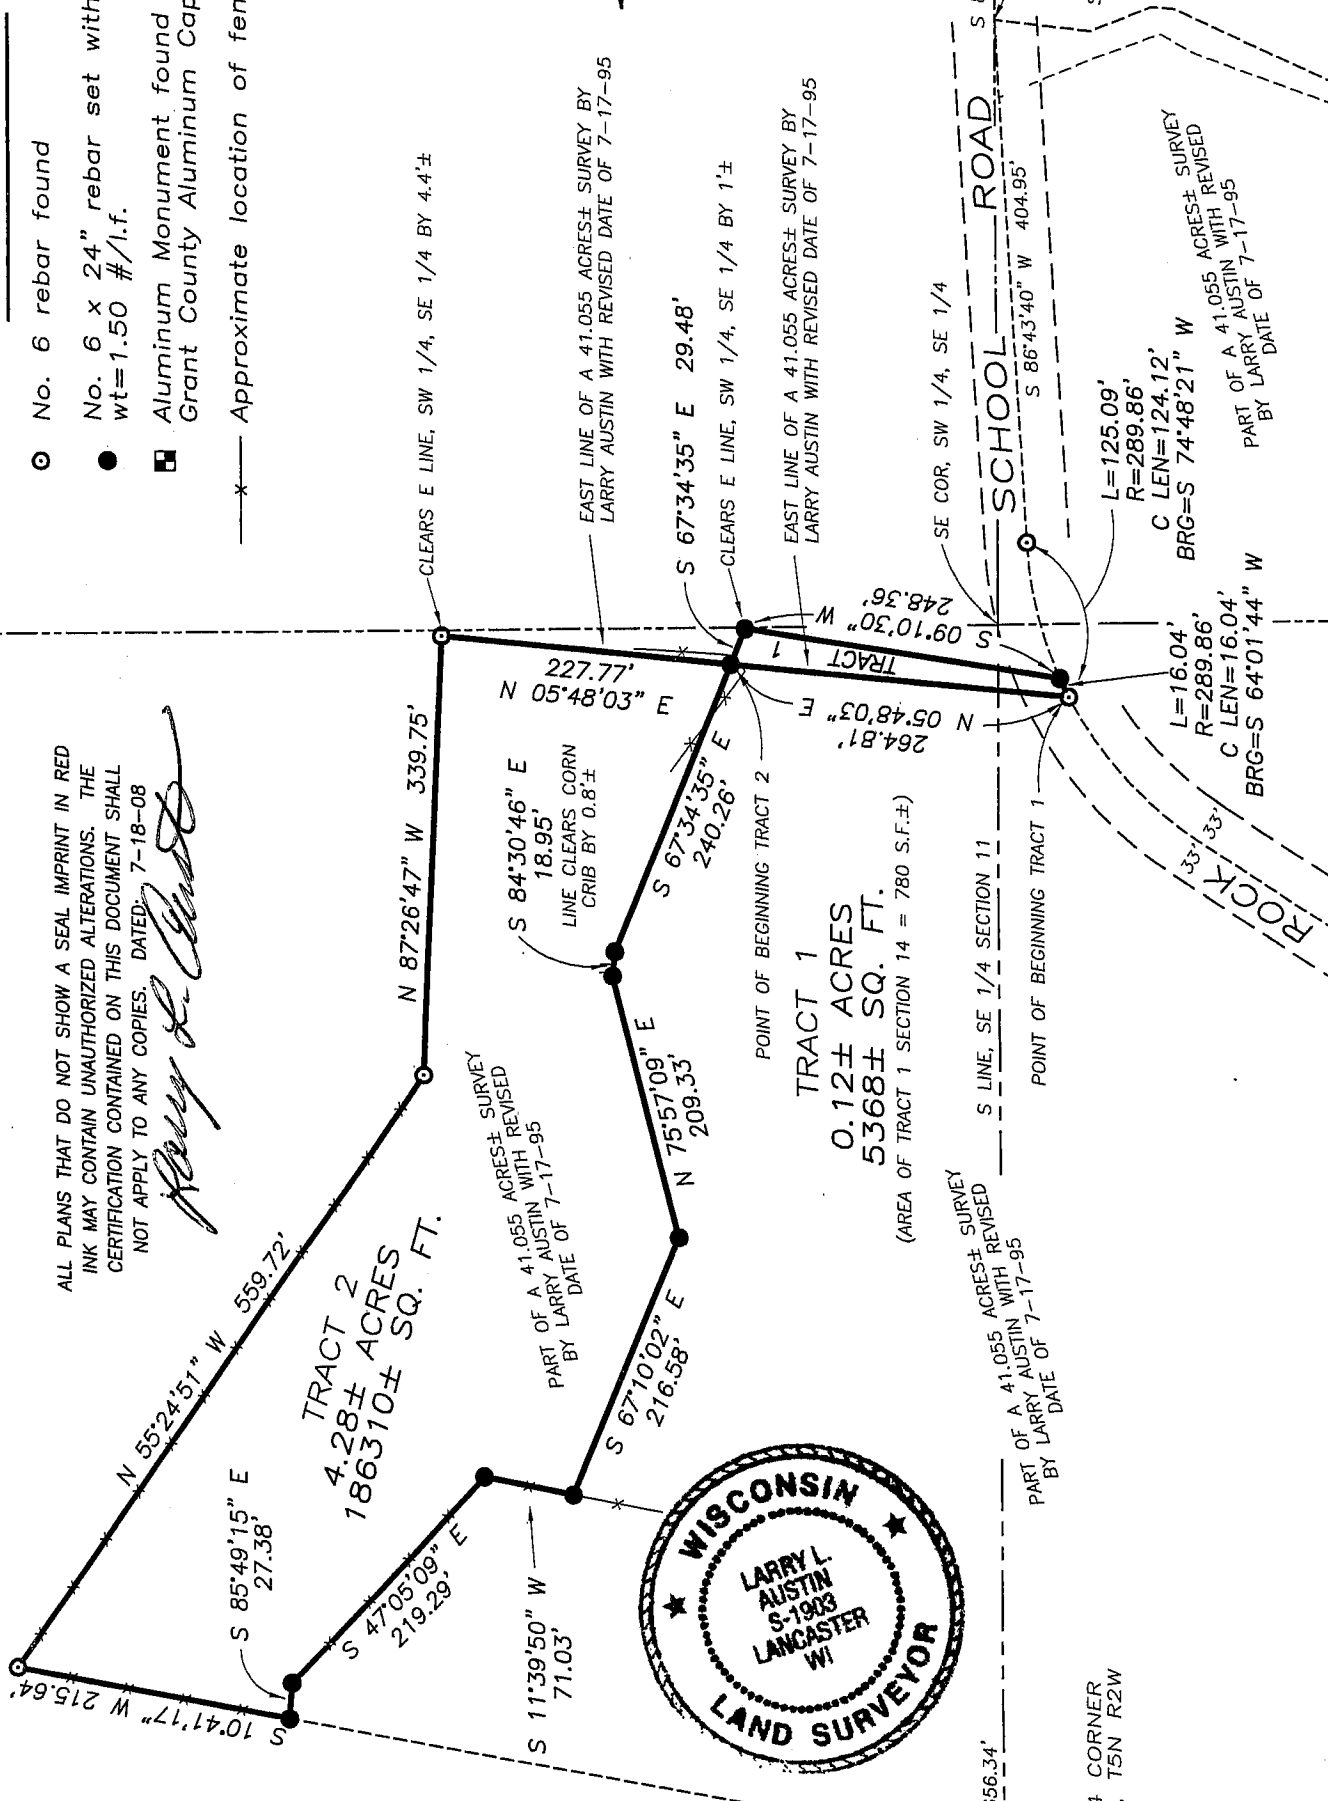 No. 6 rebar found
No. 6 x 24" rebar set with
wt=1.50 #/l.f.
Aluminum Monument found
Grant County Aluminum Cap
Approximate location of fen
ALL PLANS THAT DO NOT SHOW A SEAL IMPRINT IN RED
INK MAY CONTAIN UNAUTHORIZED ALTERATIONS. THE
CERTIFICATION CONTAINED ON THIS DOCUMENT SHALL
NOT APPLY TO ANY COPIES. DATED: 7-18-08
Larry L. Austin
CLEARS E LINE, SW 1/4, SE 1/4 BY 4.4'±
EAST LINE OF A 41.055 ACRES± SURVEY BY
LARRY AUSTIN WITH REVISED DATE OF 7-17-95
S 67°34'35" E 29.48'
CLEARS E LINE, SW 1/4, SE 1/4 BY 1'±
EAST LINE OF A 41.055 ACRES± SURVEY BY
LARRY AUSTIN WITH REVISED DATE OF 7-17-95
SE COR, SW 1/4, SE 1/4
SCHOOL ROAD
S
S 86°43'40" W 404.95'
L=125.09'
R=289.86'
C LEN=124.12'
BRG=S 74°48'21" W
PART OF A 41.055 ACRES± SURVEY
BY LARRY AUSTIN WITH REVISED
DATE OF 7-17-95
L=16.04'
R=289.86'
C LEN=16.04'
BRG=S 64°01'44" W
N 87°26'47" W 339.75'
227.77'
N 05°48'03" E
S 09°10'30" W
248.36'
TRACT 1
N 05°48'03" E
264.81'
S 84°30'46" E
18.95'
LINE CLEARS CORN
CRIB BY 0.8'±
S 67°34'35" E
240.26'
POINT OF BEGINNING TRACT 2
TRACT 1
0.12± ACRES
5368± SQ. FT.
(AREA OF TRACT 1 SECTION 14 = 780 S.F.±)
S LINE, SE 1/4 SECTION 11
POINT OF BEGINNING TRACT 1
33' 33'
ROCK
N 55°24'51" W 559.72'
TRACT 2
4.28± ACRES
186310± SQ. FT.
PART OF A 41.055 ACRES± SURVEY
BY LARRY AUSTIN WITH REVISED
DATE OF 7-17-95
N 75°57'09" E
209.33'
S 67°10'02" E
216.58'
PART OF A 41.055 ACRES± SURVEY
BY LARRY AUSTIN WITH REVISED
DATE OF 7-17-95
S 85°49'15" E
27.38'
S 10°41'17" W 215.64'
S 47°05'09" E
219.29'
S 11°39'50" W
71.03'
WISCONSIN
LARRY L.
AUSTIN
S-1903
LANCASTER
WI
LAND SURVEYOR
56.34'
CORNER
T5N R2W